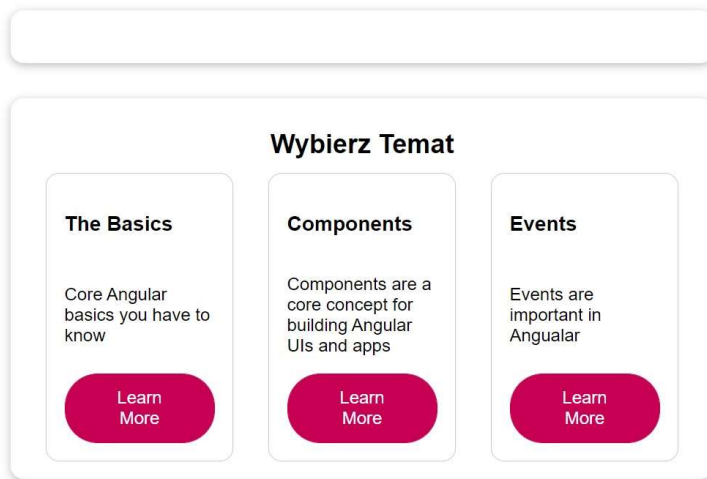 Wybierz Temat
The Basics
Core Angular
basics you have to
know
Learn
More
Components
Components are a
core concept for
building Angular
UIs and apps
Learn
More
Events
Events are
important in
Angualar
Learn
More